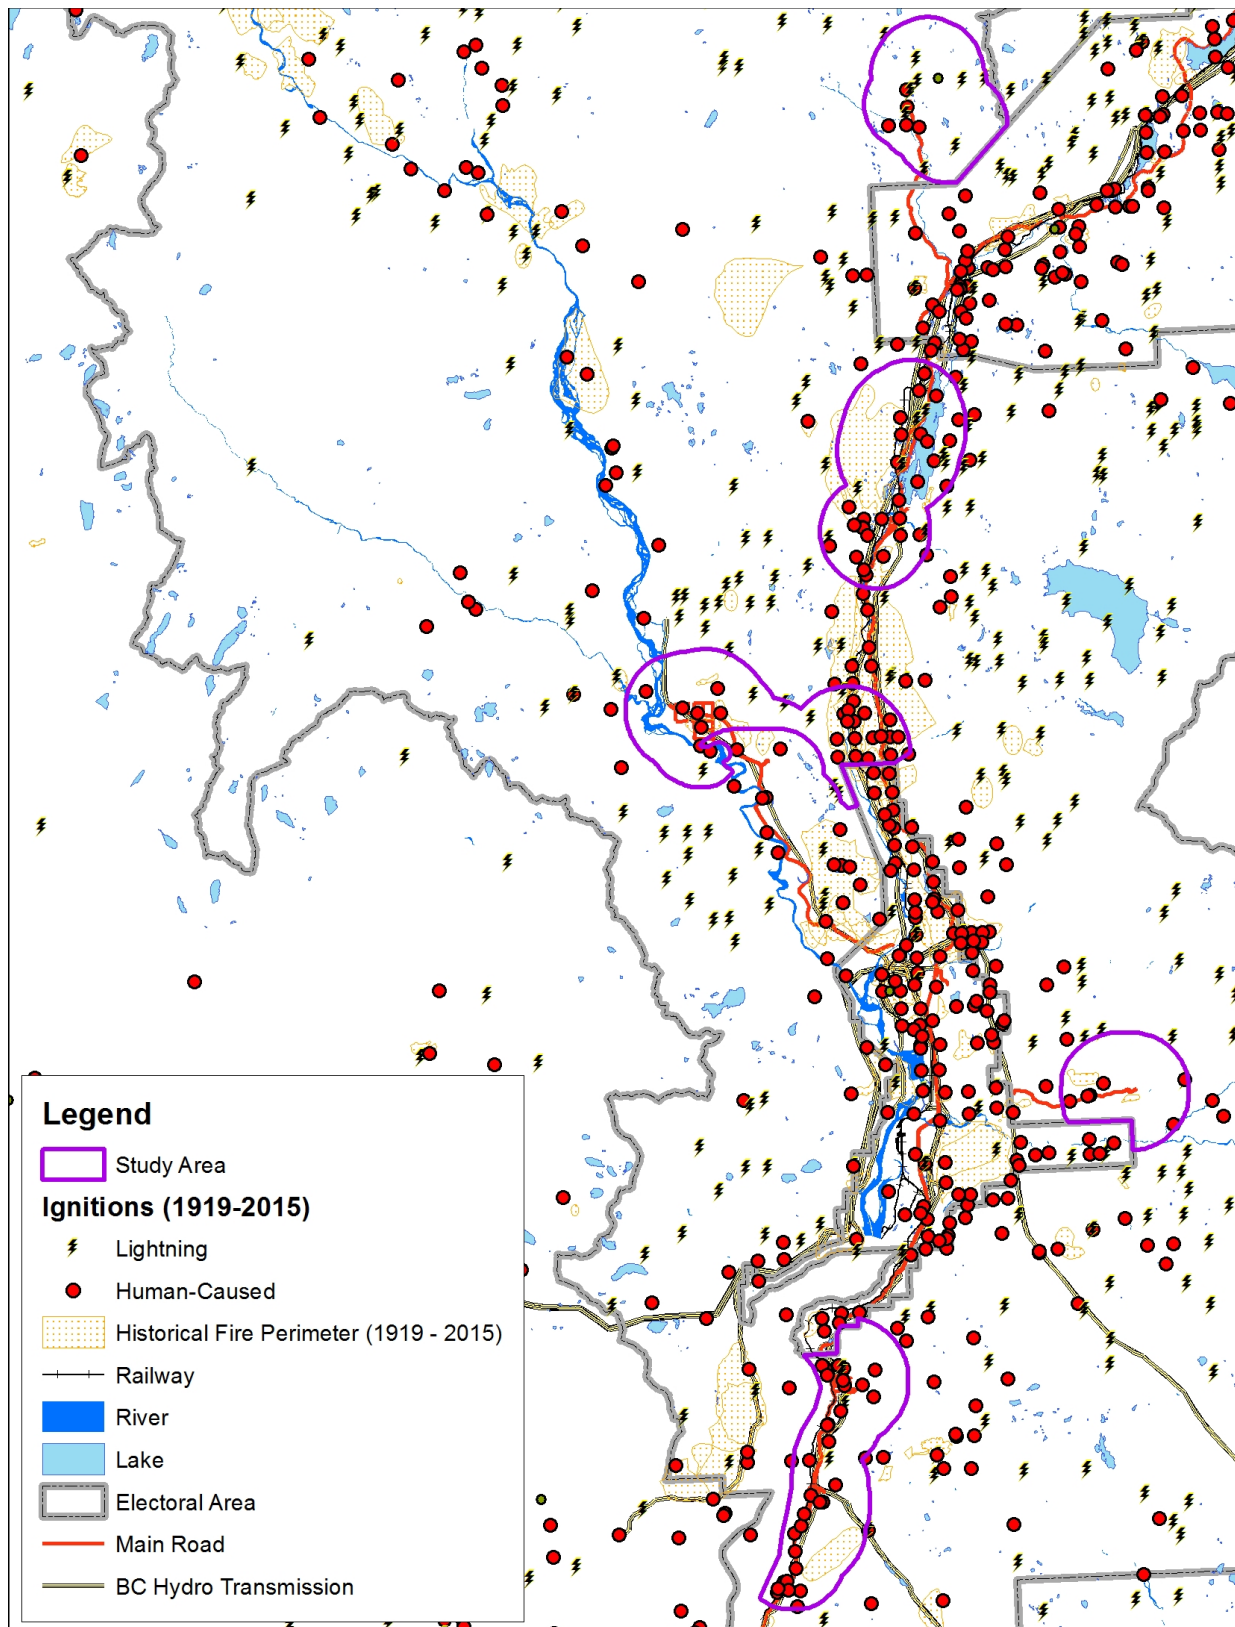 Legend
Study Area
Ignitions (1919-2015)
Lightning
Human-Caused
Historical Fire Perimeter (1919 - 2015)
Railway
River
Lake
Electoral Area
Main Road
BC Hydro Transmission